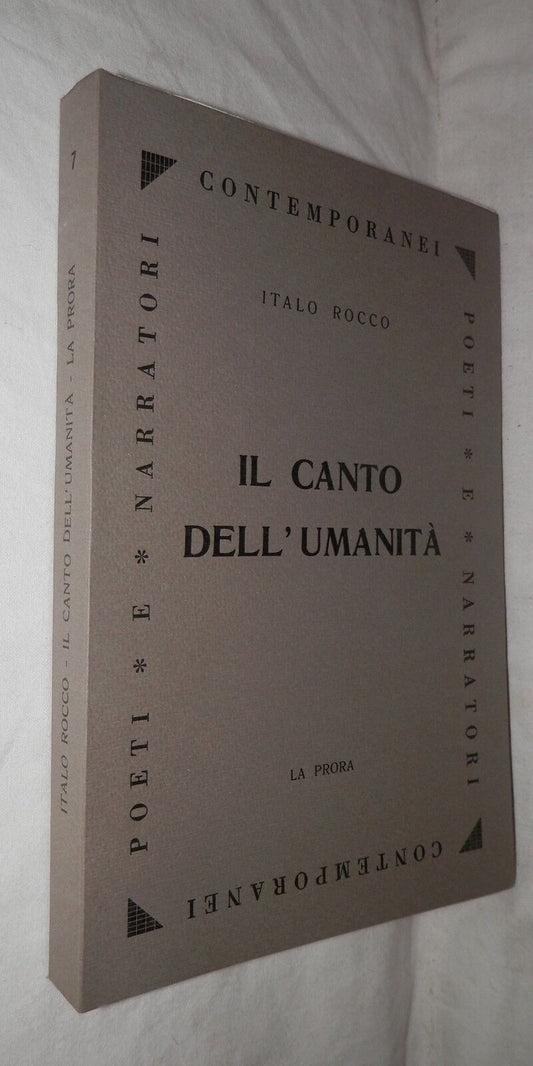 7
ITALO ROCCO - IL CANTO DELL'UMANITÀ - LA PRORA
CONTEMPORANEI
POETI * E * NARRATORI
ITALO ROCCO
IL CANTO
DELL'UMANITÀ
LA PRORA
POETI * E * NARRATORI
CONTEMPORANEI